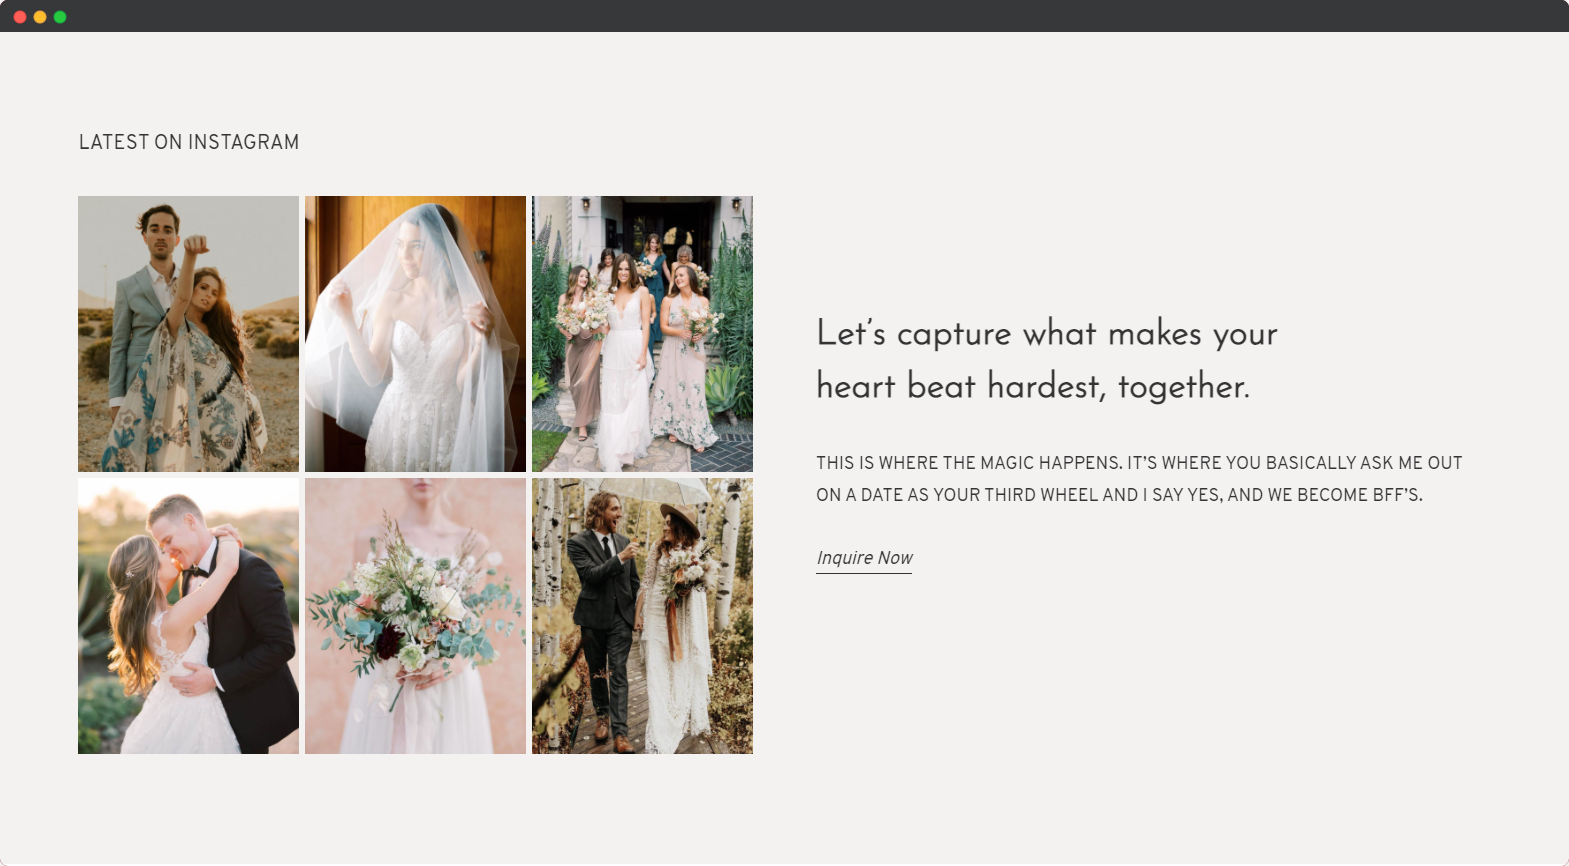 LATEST ON INSTAGRAM
Let’s capture what makes your
heart beat hardest, together.
THIS IS WHERE THE MAGIC HAPPENS. IT’S WHERE YOU BASICALLY ASK ME OUT
ON A DATE AS YOUR THIRD WHEEL AND I SAY YES, AND WE BECOME BFF’S.
Inquire Now